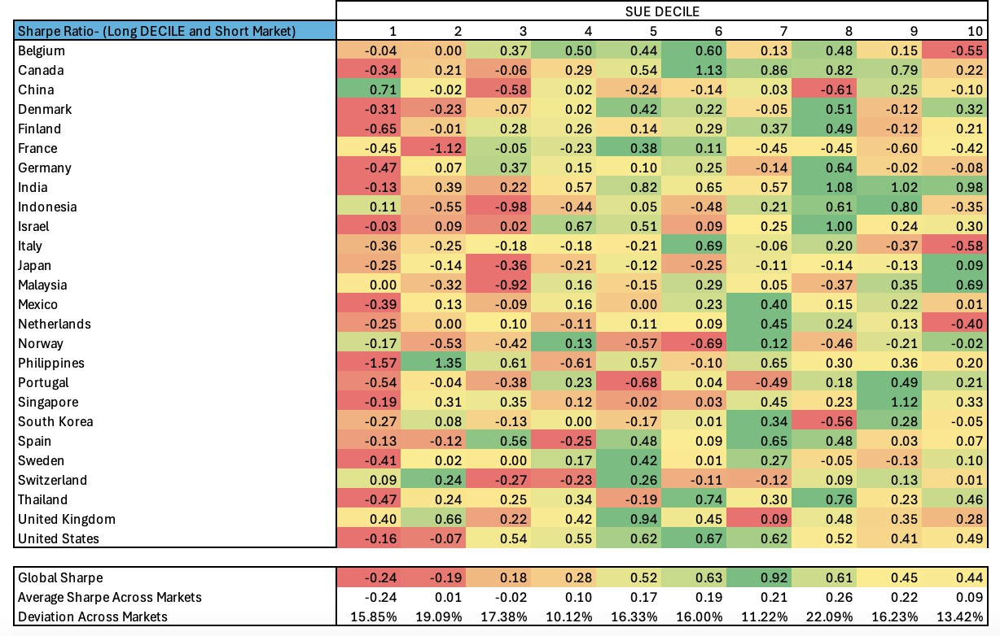 SUE DECILE
Sharpe Ratio- (Long DECILE and Short Market) 1 2 3 4 5 6 7 8 9 10
Belgium -0.04 0.00 0.37 0.50 0.44 0.60 0.13 0.48 0.15 -0.55
Canada -0.34 0.21 -0.06 0.29 0.54 1.13 0.86 0.82 0.79 0.22
China 0.71 -0.02 -0.58 0.02 -0.24 -0.14 0.03 -0.61 0.25 -0.10
Denmark -0.31 -0.23 -0.07 0.02 0.42 0.22 -0.05 0.51 -0.12 0.32
Finland -0.65 -0.01 0.28 0.26 0.14 0.29 0.37 0.49 -0.12 0.21
France -0.45 -1.12 -0.05 -0.23 0.38 0.11 -0.45 -0.45 -0.60 -0.42
Germany -0.47 0.07 0.37 0.15 0.10 0.25 -0.14 0.64 -0.02 -0.08
India -0.13 0.39 0.22 0.57 0.82 0.65 0.57 1.08 1.02 0.98
Indonesia 0.11 -0.55 -0.98 -0.44 0.05 -0.48 0.21 0.61 0.80 -0.35
Israel -0.03 0.09 0.02 0.67 0.51 0.09 0.25 1.00 0.24 0.30
Italy -0.36 -0.25 -0.18 -0.18 -0.21 0.69 -0.06 0.20 -0.37 -0.58
Japan -0.25 -0.14 -0.36 -0.21 -0.12 -0.25 -0.11 -0.14 -0.13 0.09
Malaysia 0.00 -0.32 -0.92 0.16 -0.15 0.29 0.05 -0.37 0.35 0.69
Mexico -0.39 0.13 -0.09 0.16 0.00 0.23 0.40 0.15 0.22 0.01
Netherlands -0.25 0.00 0.10 -0.11 0.11 0.09 0.45 0.24 0.13 -0.40
Norway -0.17 -0.53 -0.42 0.13 -0.57 -0.69 0.12 -0.46 -0.21 -0.02
Philippines -1.57 1.35 0.61 -0.61 0.57 -0.10 0.65 0.30 0.36 0.20
Portugal -0.54 -0.04 -0.38 0.23 -0.68 0.04 -0.49 0.18 0.49 0.21
Singapore -0.19 0.31 0.35 0.12 -0.02 0.03 0.45 0.23 1.12 0.33
South Korea -0.27 0.08 -0.13 0.00 -0.17 0.01 0.34 -0.56 0.28 -0.05
Spain -0.13 -0.12 0.56 -0.25 0.48 0.09 0.65 0.48 0.03 0.07
Sweden -0.41 0.02 0.00 0.17 0.42 0.01 0.27 -0.05 -0.13 0.10
Switzerland 0.09 0.24 -0.27 -0.23 0.26 -0.11 -0.12 0.09 0.13 0.01
Thailand -0.47 0.24 0.25 0.34 -0.19 0.74 0.30 0.76 0.23 0.46
United Kingdom 0.40 0.66 0.22 0.42 0.94 0.45 0.09 0.48 0.35 0.28
United States -0.16 -0.07 0.54 0.55 0.62 0.67 0.62 0.52 0.41 0.49
Global Sharpe -0.24 -0.19 0.18 0.28 0.52 0.63 0.92 0.61 0.45 0.44
Average Sharpe Across Markets -0.24 0.01 -0.02 0.10 0.17 0.19 0.21 0.26 0.22 0.09
Deviation Across Markets 15.85% 19.09% 17.38% 10.12% 16.33% 16.00% 11.22% 22.09% 16.23% 13.42%